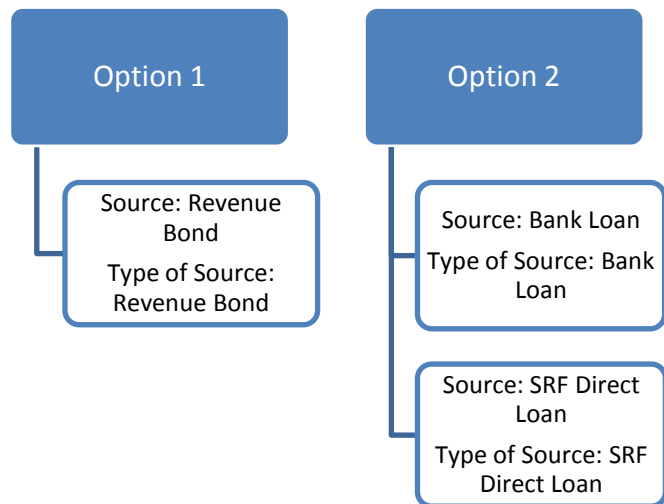 Option 1
Source: Revenue
Bond
Type of Source:
Revenue Bond
Option 2
Source: Bank Loan
Type of Source: Bank
Loan
Source: SRF Direct
Loan
Type of Source: SRF
Direct Loan